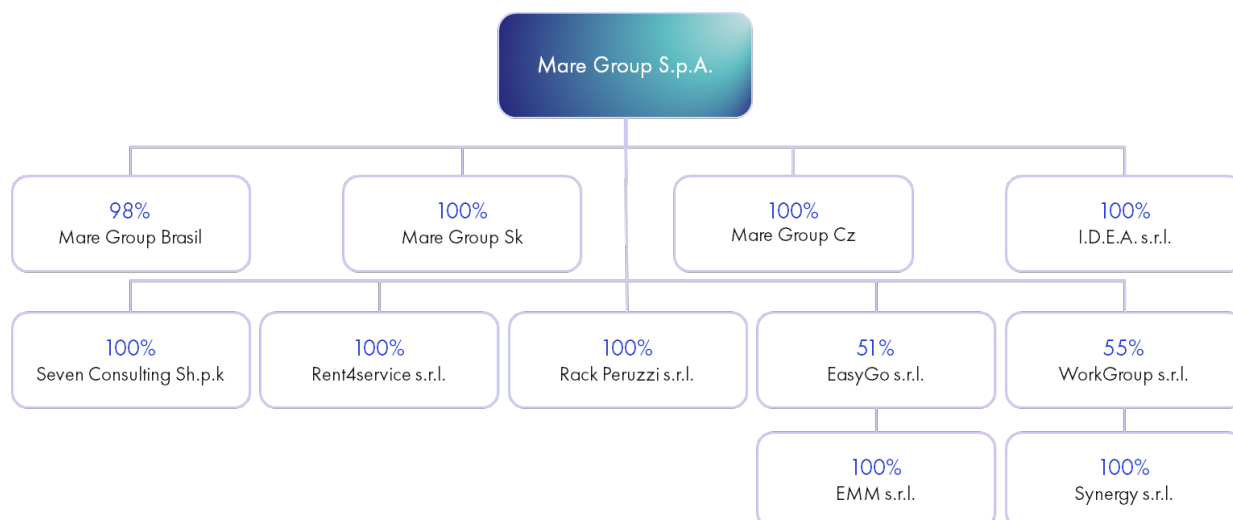 Mare Group S.p.A.
98%
Mare Group Brasil
100%
Mare Group Sk
100%
Mare Group Cz
100%
I.D.E.A. s.r.l.
100%
Seven Consulting Sh.p.k
100%
Rent4service s.r.l.
100%
Rack Peruzzi s.r.l.
51%
EasyGo s.r.l.
55%
WorkGroup s.r.l.
100%
EMM s.r.l.
100%
Synergy s.r.l.